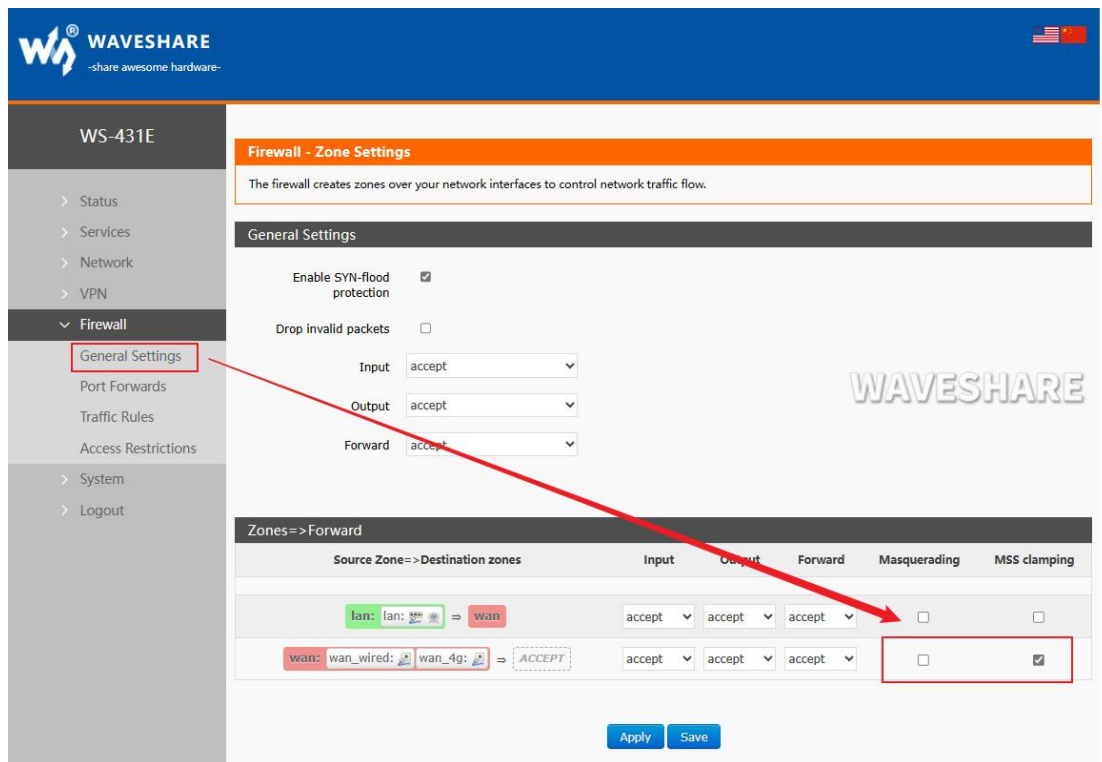 WAVESHARE
-share awesome hardware-
WS-431E
Status
Services
Network
VPN
Firewall
General Settings
Port Forwards
Traffic Rules
Access Restrictions
System
Logout
Firewall - Zone Settings
The firewall creates zones over your network interfaces to control network traffic flow.
General Settings
Enable SYN-flood
protection
Drop invalid packets
Input accept
WAVESHARE
Output accept
Forward accept
Zones=>Forward
Source Zone=>Destination zones Input Output Forward Masquerading MSS clamping
lan: lan: ⇒ wan accept accept accept
wan: wan_wired: wan_4g: ⇒ ACCEPT accept accept accept
Apply Save